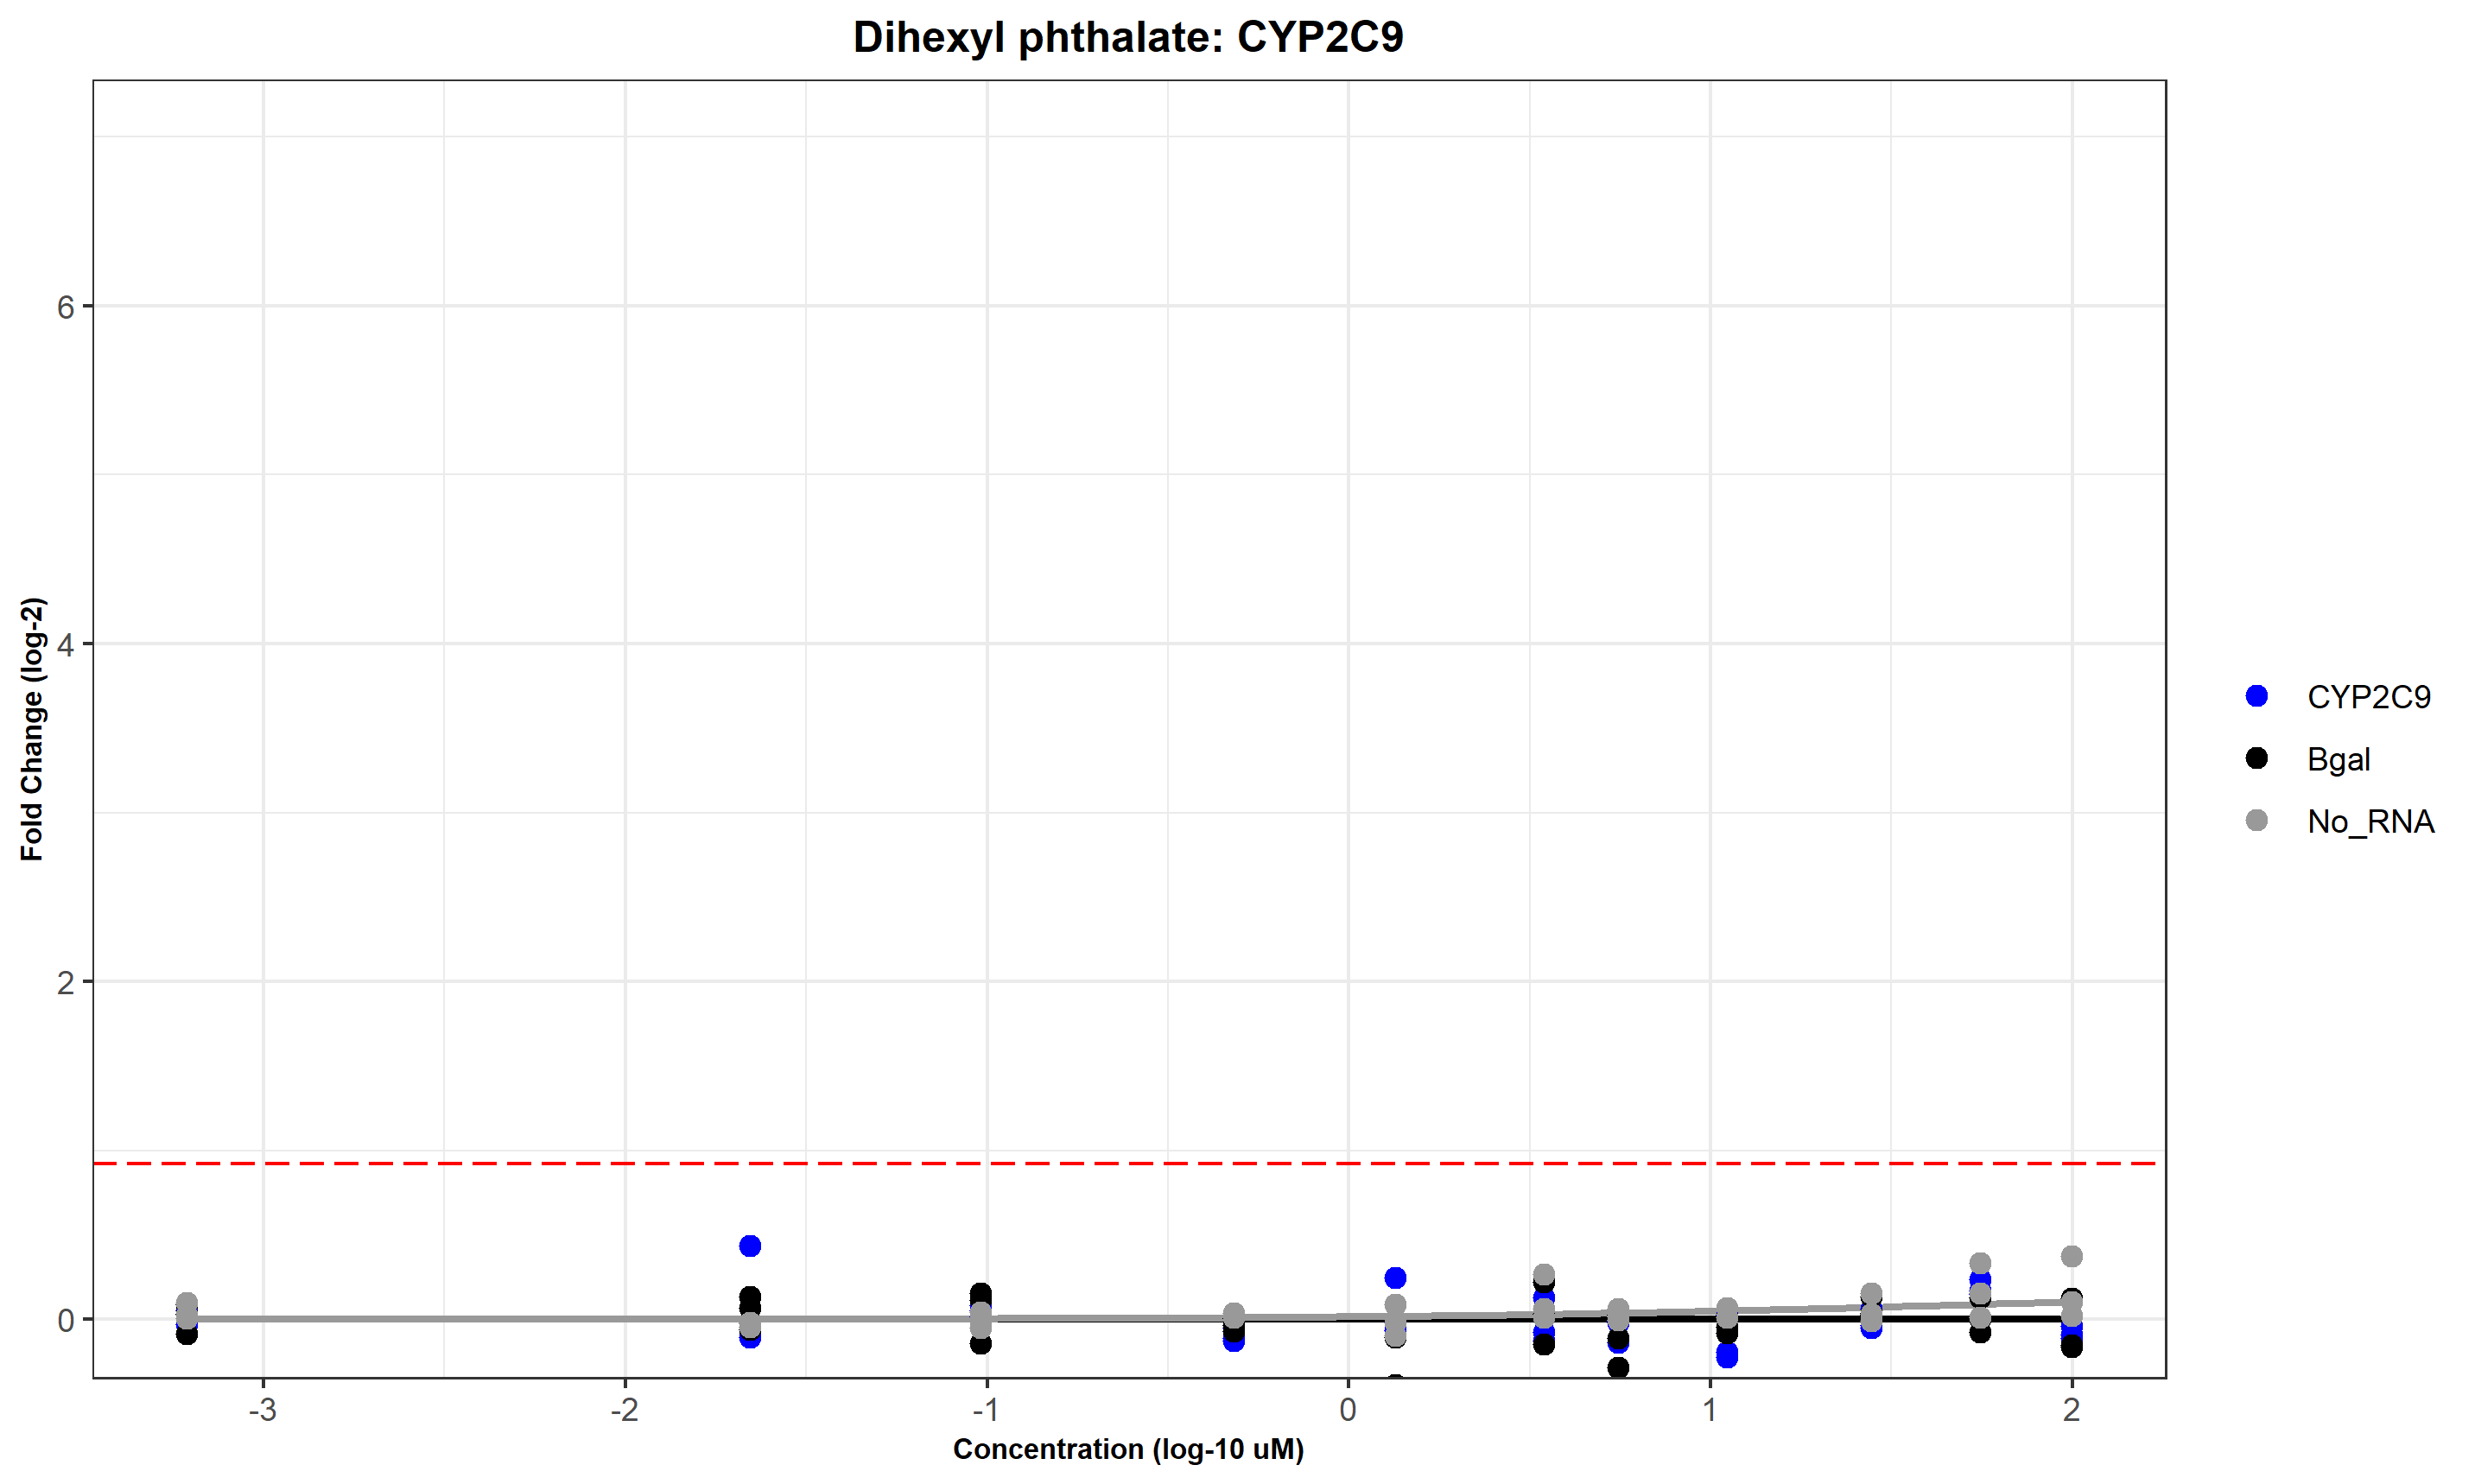 Dihexyl phthalate: CYP2C9
Fold Change (log-2)
6
4
2
0
-3
-2
-1
0
1
2
Concentration (log-10 uM)
CYP2C9
Bgal
No_RNA